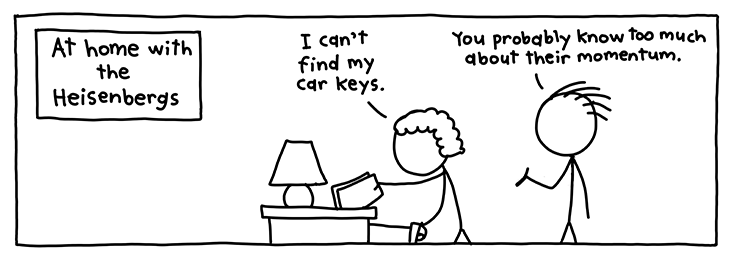 At home with
the
Heisenbergs
I can't
find my
car keys.
You probably know too much
about their momentum.